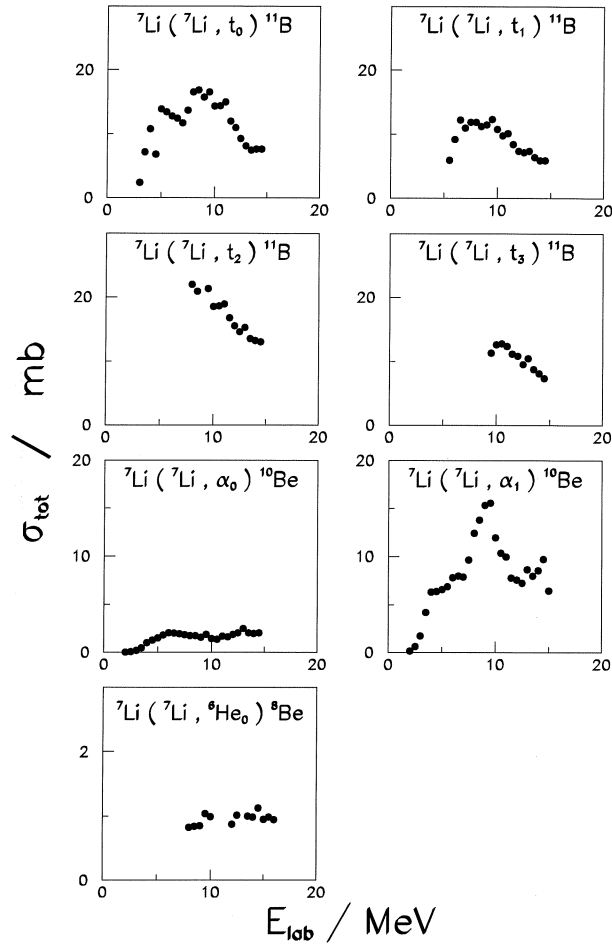 ⁷Li ( ⁷Li , t₀ ) ¹¹B
20
0
0 10 20
⁷Li ( ⁷Li , t₁ ) ¹¹B
20
0
0 10 20
⁷Li ( ⁷Li , t₂ ) ¹¹B
20
0
0 10 20
⁷Li ( ⁷Li , t₃ ) ¹¹B
20
0
0 10 20
⁷Li ( ⁷Li , α₀ ) ¹⁰Be
20
10
0
0 10 20
⁷Li ( ⁷Li , α₁ ) ¹⁰Be
20
10
0
0 10 20
⁷Li ( ⁷Li , ⁶He₀ ) ⁸Be
2
0
0 10 20
σtot / mb
Elab / MeV